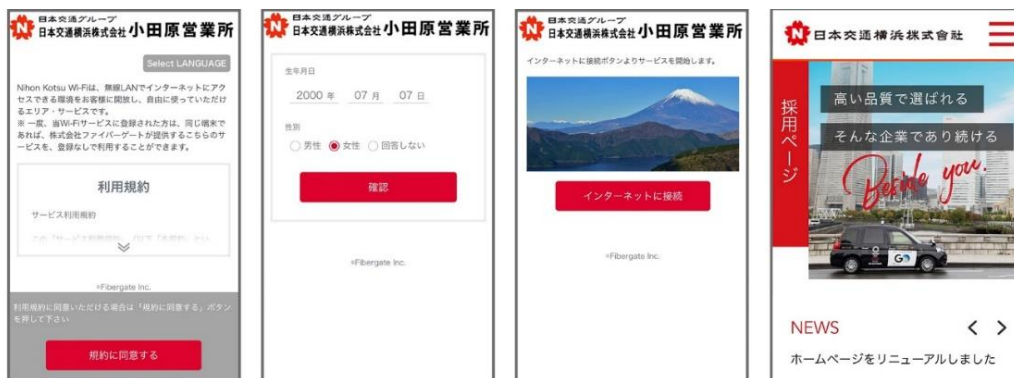 日本交通グループ
日本交通横浜株式会社 小田原営業所
Select LANGUAGE
Nihon Kotsu Wi-Fiは、無線LANでインターネットにアク
セスできる環境をお客様に開放し、自由に使っていただけ
るエリア・サービスです。
※ 一度、当Wi-Fiサービスに登録された方は、同じ端末で
あれば、株式会社ファイバーゲートが提供するこちらのサ
ービスを、登録なしで利用することができます。
利用規約
サービス利用規約
©Fibergate Inc.
利用規約に同意いただける場合は「規約に同意する」ボタン
を押して下さい
規約に同意する
日本交通グループ
日本交通横浜株式会社 小田原営業所
生年月日
2000 年 07 月 07 日
性別
男性 女性 回答しない
確認
©Fibergate Inc.
日本交通グループ
日本交通横浜株式会社 小田原営業所
インターネットに接続ボタンよりサービスを開始します。
インターネットに接続
©Fibergate Inc.
日本交通横浜株式会社
採用ページ
高い品質で選ばれる
そんな企業であり続ける
Beside you.
GO
NEWS
ホームページをリニューアルしました